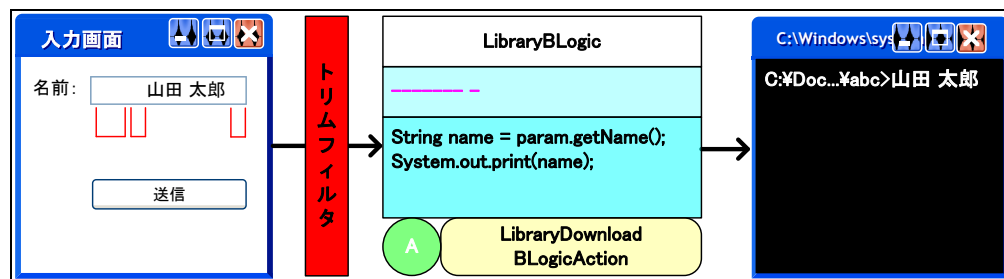 入力画面
名前:
山田 太郎
送信
トリムフィルタ
LibraryBLogic
String name = param.getName();
System.out.print(name);
A
LibraryDownload
BLogicAction
C:\Windows\sys
C:¥Doc...¥abc>山田 太郎